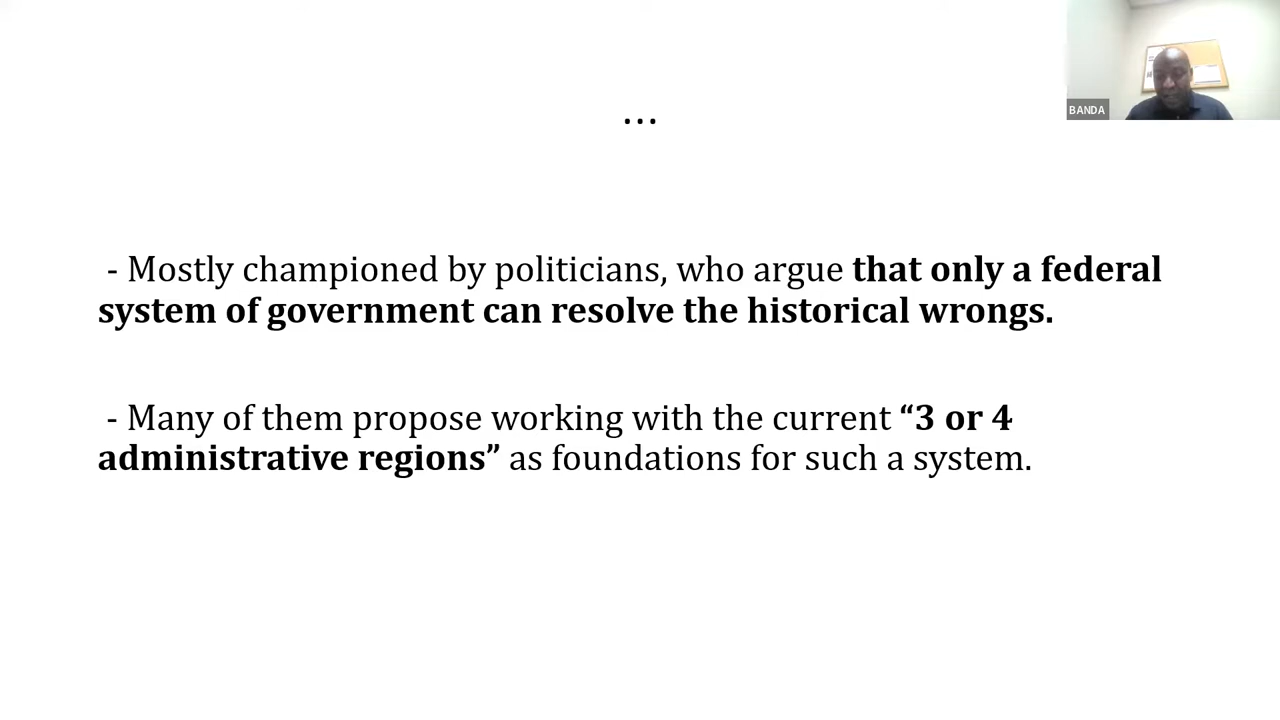 BANDA
...
- Mostly championed by politicians, who argue that only a federal
system of government can resolve the historical wrongs.
- Many of them propose working with the current “3 or 4
administrative regions” as foundations for such a system.